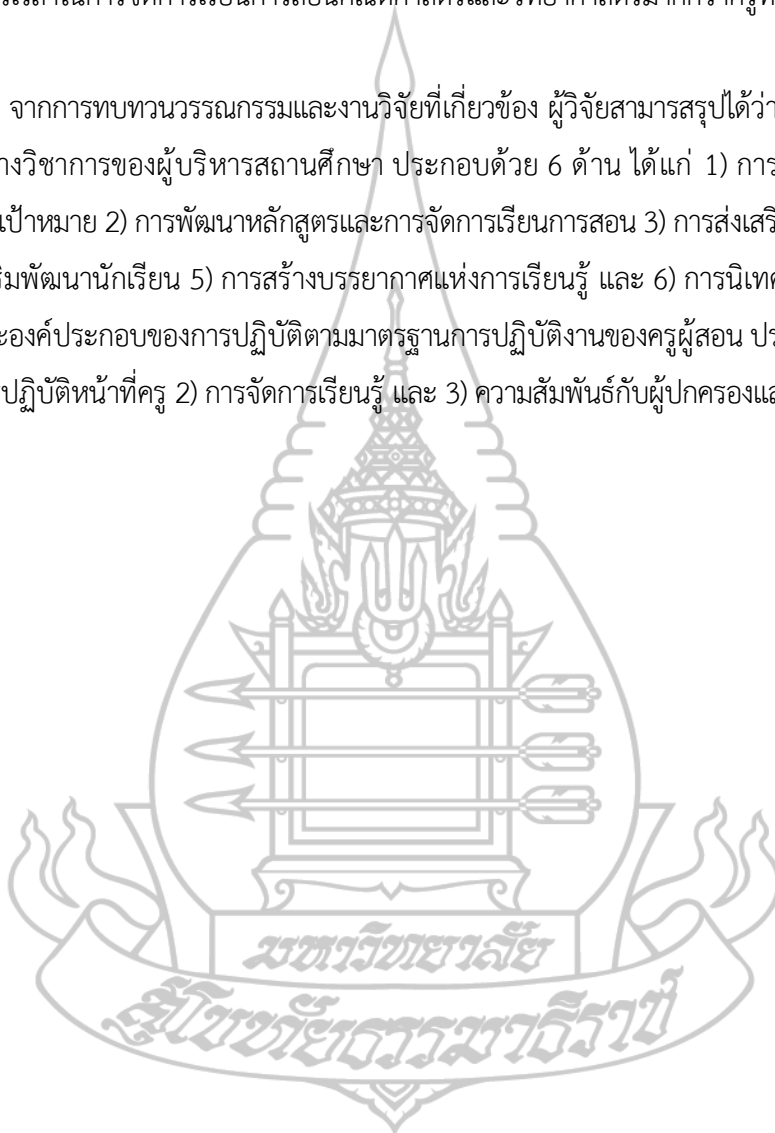 จากการทบทวนวรรณกรรมและงานวิจัยที่เกี่ยวข้อง ผู้วิจัยสามารสรุปได้ว่า
างวิชาการของผู้บริหารสถานศึกษา ประกอบด้วย 6 ด้าน ได้แก่ 1) การ
เป้าหมาย 2) การพัฒนาหลักสูตรและการจัดการเรียนการสอน 3) การส่งเสริ
ริมพัฒนานักเรียน 5) การสร้างบรรยากาศแห่งการเรียนรู้ และ 6) การนิเทศ
ะองค์ประกอบของการปฏิบัติตามมาตรฐานการปฏิบัติงานของครูผู้สอน ปร
ปฏิบัติหน้าที่ครู 2) การจัดการเรียนรู้ และ 3) ความสัมพันธ์กับผู้ปกครองแล
มหาวิทยาลัย
สุโขทัยธรรมาธิราช